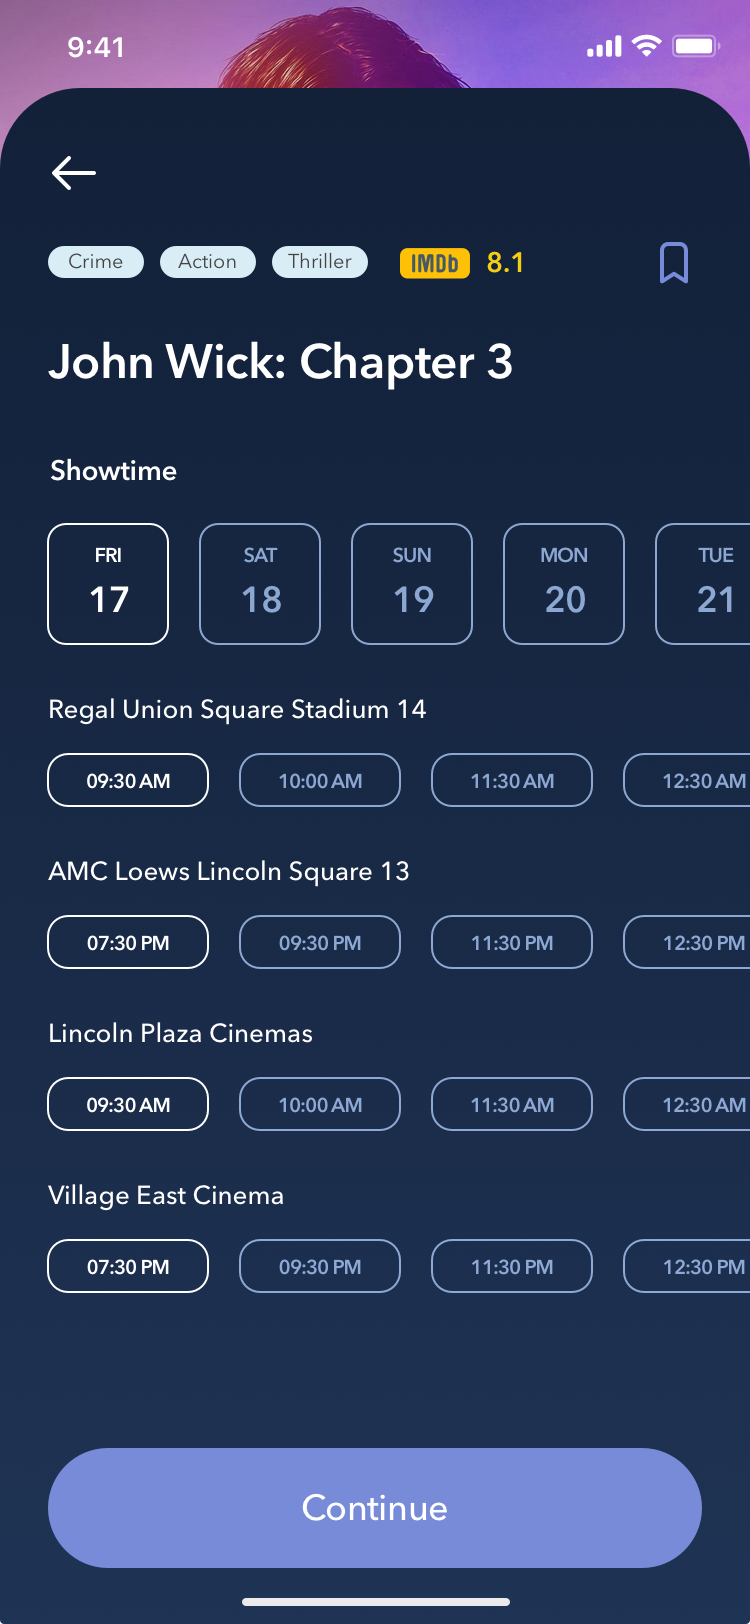 9:41
Crime Action Thriller IMDb 8.1
John Wick: Chapter 3
Showtime
FRI SAT SUN MON TUE
17 18 19 20 21
Regal Union Square Stadium 14
09:30 AM 10:00 AM 11:30 AM 12:30 AM
AMC Loews Lincoln Square 13
07:30 PM 09:30 PM 11:30 PM 12:30 PM
Lincoln Plaza Cinemas
09:30 AM 10:00 AM 11:30 AM 12:30 AM
Village East Cinema
07:30 PM 09:30 PM 11:30 PM 12:30 PM
Continue